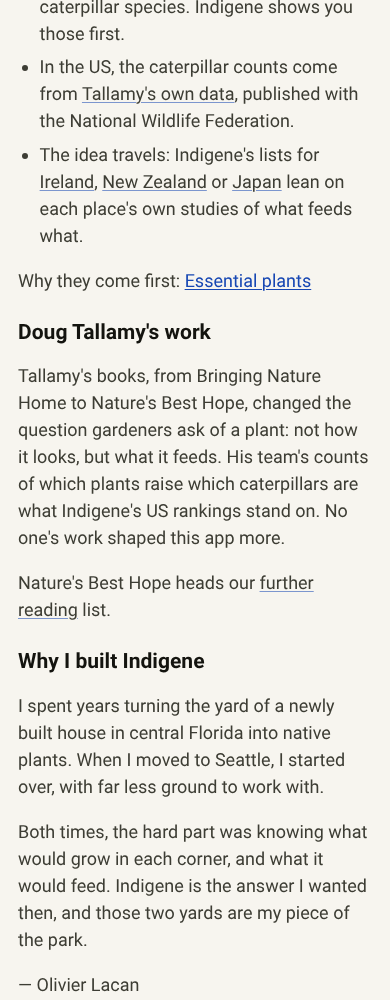 caterpillar species. Indigene shows you
those first.
• In the US, the caterpillar counts come
from Tallamy's own data, published with
the National Wildlife Federation.
• The idea travels: Indigene's lists for
Ireland, New Zealand or Japan lean on
each place's own studies of what feeds
what.
Why they come first: Essential plants
Doug Tallamy's work
Tallamy's books, from Bringing Nature
Home to Nature's Best Hope, changed the
question gardeners ask of a plant: not how
it looks, but what it feeds. His team's counts
of which plants raise which caterpillars are
what Indigene's US rankings stand on. No
one's work shaped this app more.
Nature's Best Hope heads our further
reading list.
Why I built Indigene
I spent years turning the yard of a newly
built house in central Florida into native
plants. When I moved to Seattle, I started
over, with far less ground to work with.
Both times, the hard part was knowing what
would grow in each corner, and what it
would feed. Indigene is the answer I wanted
then, and those two yards are my piece of
the park.
— Olivier Lacan